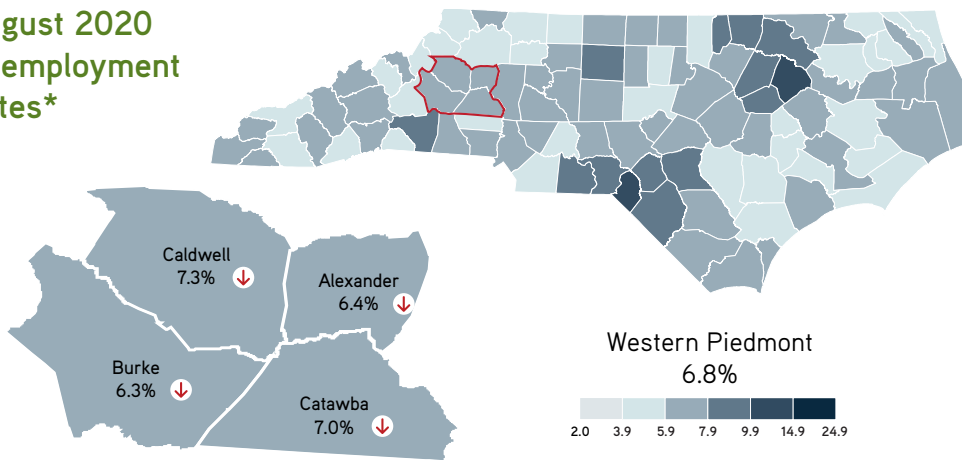 gust 2020
employment
tes*
Caldwell
7.3%
Alexander
6.4%
Burke
6.3%
Catawba
7.0%
Western Piedmont
6.8%
2.0 3.9 5.9 7.9 9.9 14.9 24.9